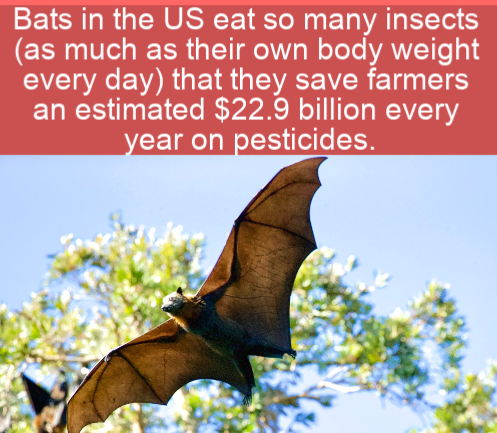 Bats in the US eat so many insects
(as much as their own body weight
every day) that they save farmers
an estimated $22.9 billion every
year on pesticides.